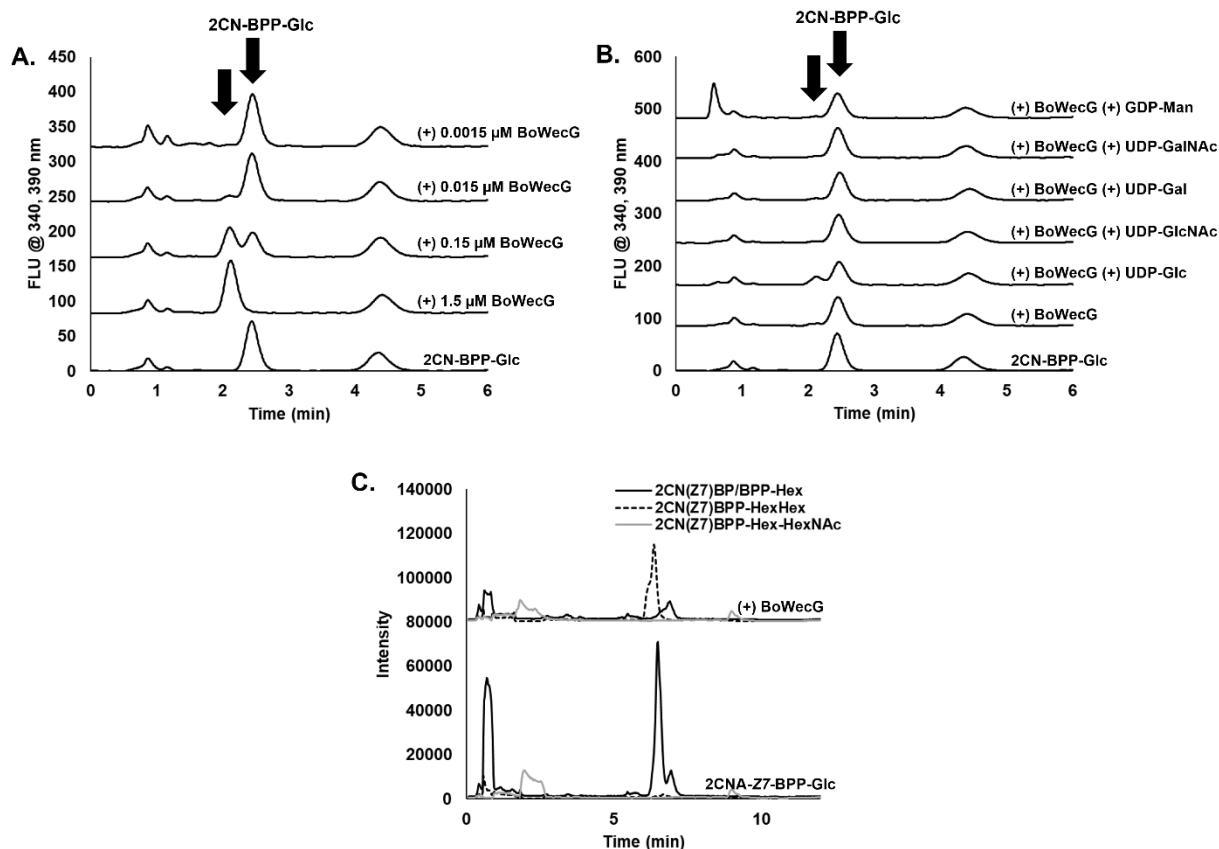 2CN-BPP-Glc
A.
450
400
350
300
250
200
150
100
50
0
FLU @ 340, 390 nm
(+) 0.0015 µM BoWecG
(+) 0.015 µM BoWecG
(+) 0.15 µM BoWecG
(+) 1.5 µM BoWecG
2CN-BPP-Glc
0 1 2 3 4 5 6
Time (min)
2CN-BPP-Glc
B.
600
500
400
300
200
100
0
FLU @ 340, 390 nm
(+) BoWecG (+) GDP-Man
(+) BoWecG (+) UDP-GalNAc
(+) BoWecG (+) UDP-Gal
(+) BoWecG (+) UDP-GlcNAc
(+) BoWecG (+) UDP-Glc
(+) BoWecG
2CN-BPP-Glc
0 1 2 3 4 5 6
Time (min)
C.
140000
120000
100000
80000
60000
40000
20000
0
Intensity
2CN(Z7)BP/BPP-Hex
2CN(Z7)BPP-HexHex
2CN(Z7)BPP-Hex-HexNAc
(+) BoWecG
2CNA-Z7-BPP-Glc
0 5 10
Time (min)